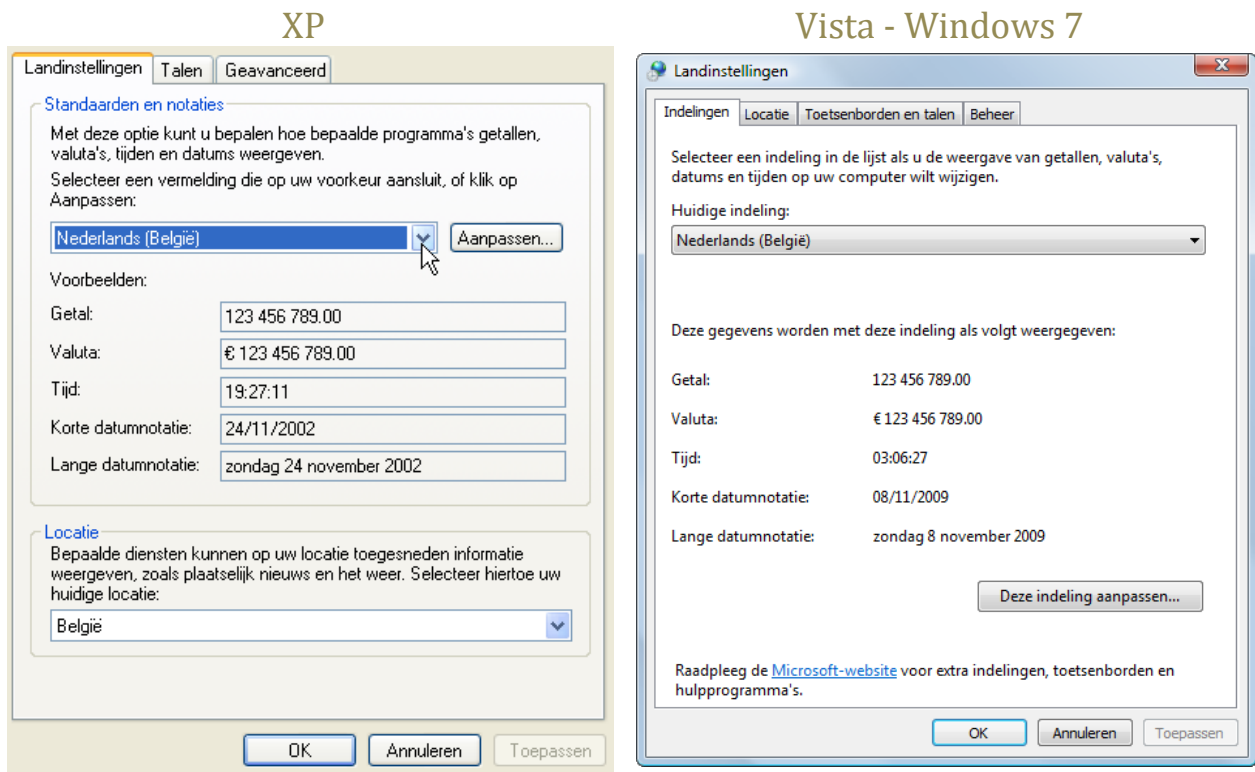 XP
Landinstellingen Talen Geavanceerd
Standaarden en notaties
Met deze optie kunt u bepalen hoe bepaalde programma's getallen,
valuta's, tijden en datums weergeven.
Selecteer een vermelding die op uw voorkeur aansluit, of klik op
Aanpassen:
Nederlands (België) Aanpassen...
Voorbeelden:
Getal: 123 456 789.00
Valuta: € 123 456 789.00
Tijd: 19:27:11
Korte datumnotatie: 24/11/2002
Lange datumnotatie: zondag 24 november 2002
Locatie
Bepaalde diensten kunnen op uw locatie toegesneden informatie
weergeven, zoals plaatselijk nieuws en het weer. Selecteer hiertoe uw
huidige locatie:
België
OK Annuleren Toepassen
Vista - Windows 7
Landinstellingen
Indelingen Locatie Toetsenborden en talen Beheer
Selecteer een indeling in de lijst als u de weergave van getallen, valuta's,
datums en tijden op uw computer wilt wijzigen.
Huidige indeling:
Nederlands (België)
Deze gegevens worden met deze indeling als volgt weergegeven:
Getal: 123 456 789.00
Valuta: € 123 456 789.00
Tijd: 03:06:27
Korte datumnotatie: 08/11/2009
Lange datumnotatie: zondag 8 november 2009
Deze indeling aanpassen...
Raadpleeg de Microsoft-website voor extra indelingen, toetsenborden en
hulpprogramma's.
OK Annuleren Toepassen